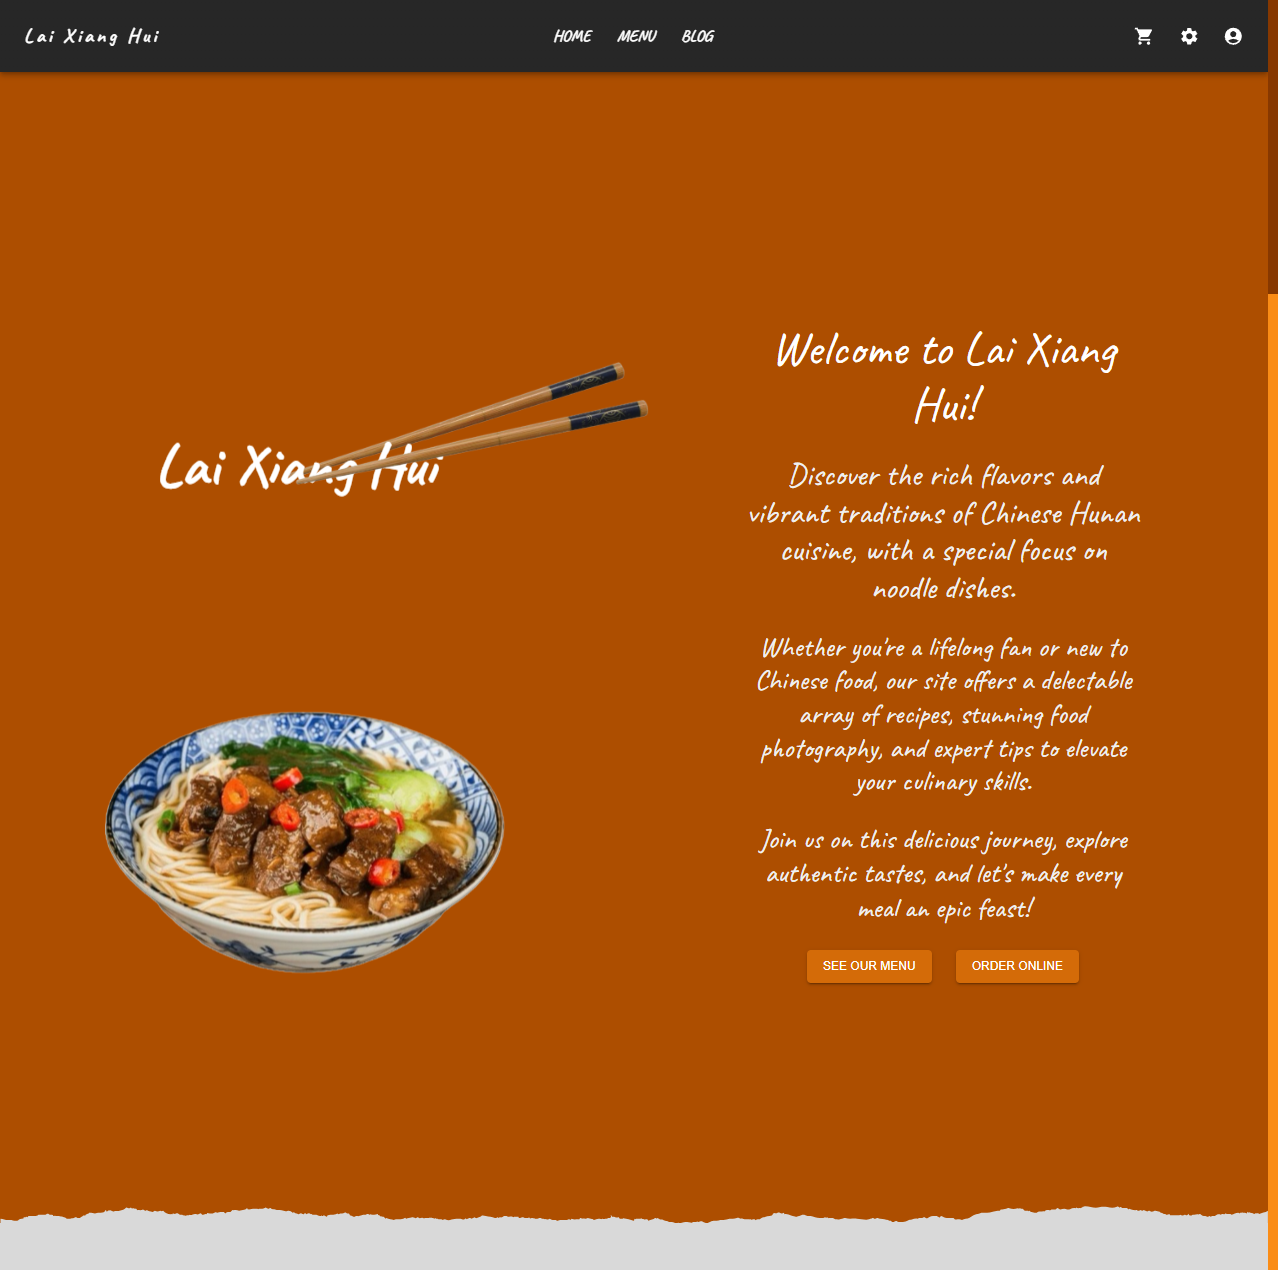 Lai Xiang Hui
HOME MENU BLOG
Lai Xiang Hui
Welcome to Lai Xiang
Hui!
Discover the rich flavors and
vibrant traditions of Chinese Hunan
cuisine, with a special focus on
noodle dishes.
Whether you're a lifelong fan or new to
Chinese food, our site offers a delectable
array of recipes, stunning food
photography, and expert tips to elevate
your culinary skills.
Join us on this delicious journey, explore
authentic tastes, and let's make every
meal an epic feast!
SEE OUR MENU ORDER ONLINE